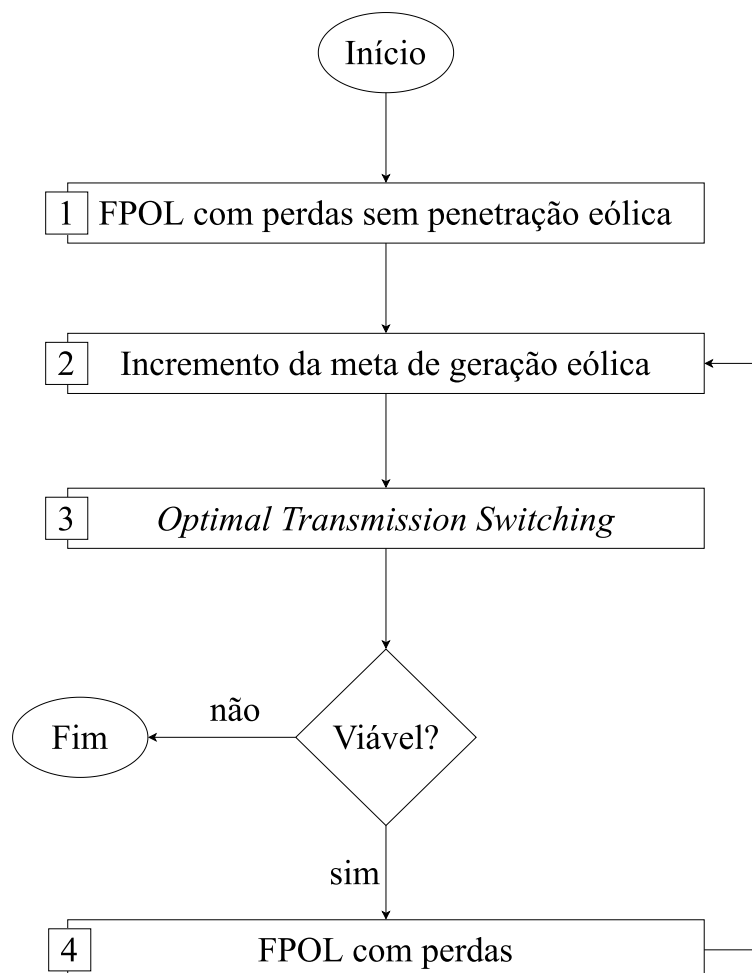 Início
1 FPOL com perdas sem penetração eólica
2 Incremento da meta de geração eólica
3 Optimal Transmission Switching
não
Fim
Viável?
sim
4 FPOL com perdas